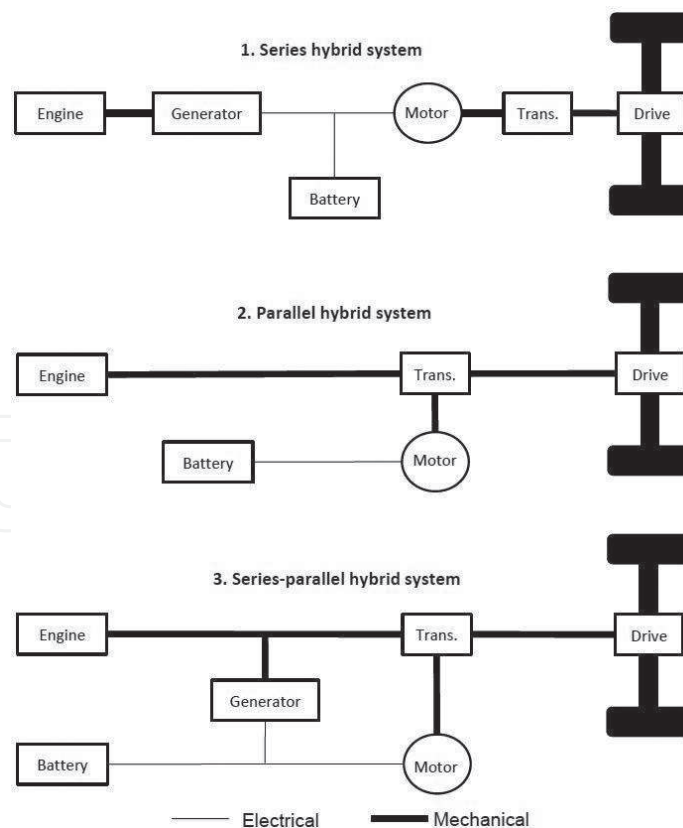 1. Series hybrid system
Engine
Generator
Motor
Trans.
Drive
Battery
2. Parallel hybrid system
Engine
Trans.
Drive
Battery
Motor
3. Series-parallel hybrid system
Engine
Trans.
Drive
Generator
Battery
Motor
Electrical
Mechanical